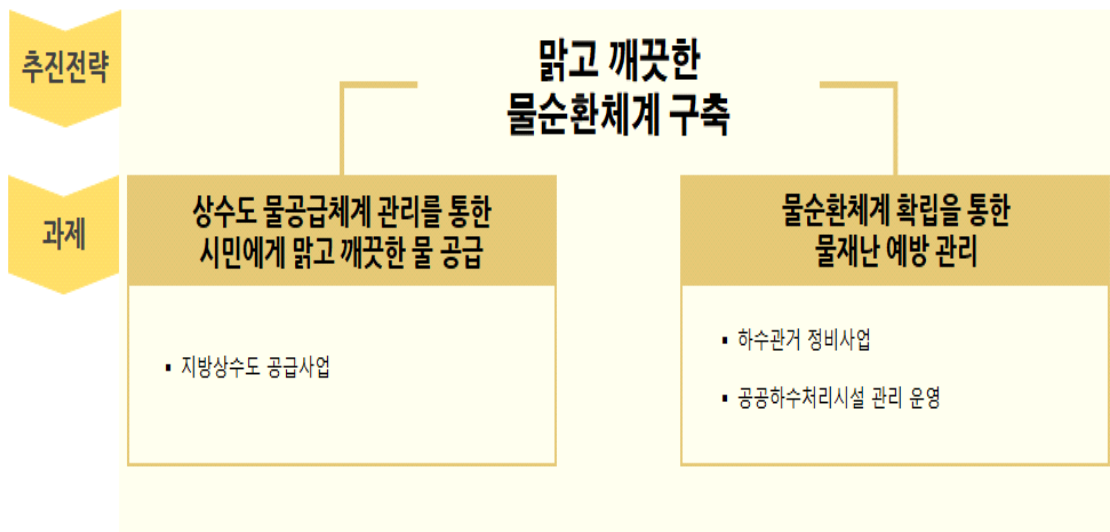 추진전략
맑고 깨끗한
물순환체계 구축
과제
상수도 물공급체계 관리를 통한
시민에게 맑고 깨끗한 물 공급
▪ 지방상수도 공급사업
물순환체계 확립을 통한
물재난 예방 관리
▪ 하수관거 정비사업
▪ 공공하수처리시설 관리 운영